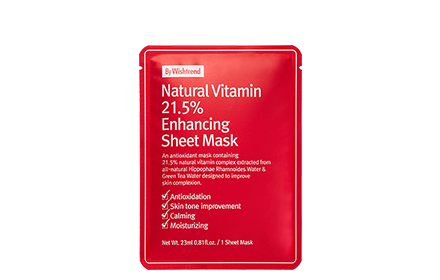 By Wishtrend
Natural Vitamin
21.5%
Enhancing
Sheet Mask
An antioxidant mask containing
21.5% natural vitamin complex extracted from
all-natural Hippophae Rhamnoides Water &
Green Tea Water designed to improve
skin complexion.
Antioxidation
Skin tone improvement
Calming
Moisturizing
Net Wt. 23ml 0.81fl.oz. / 1 Sheet Mask